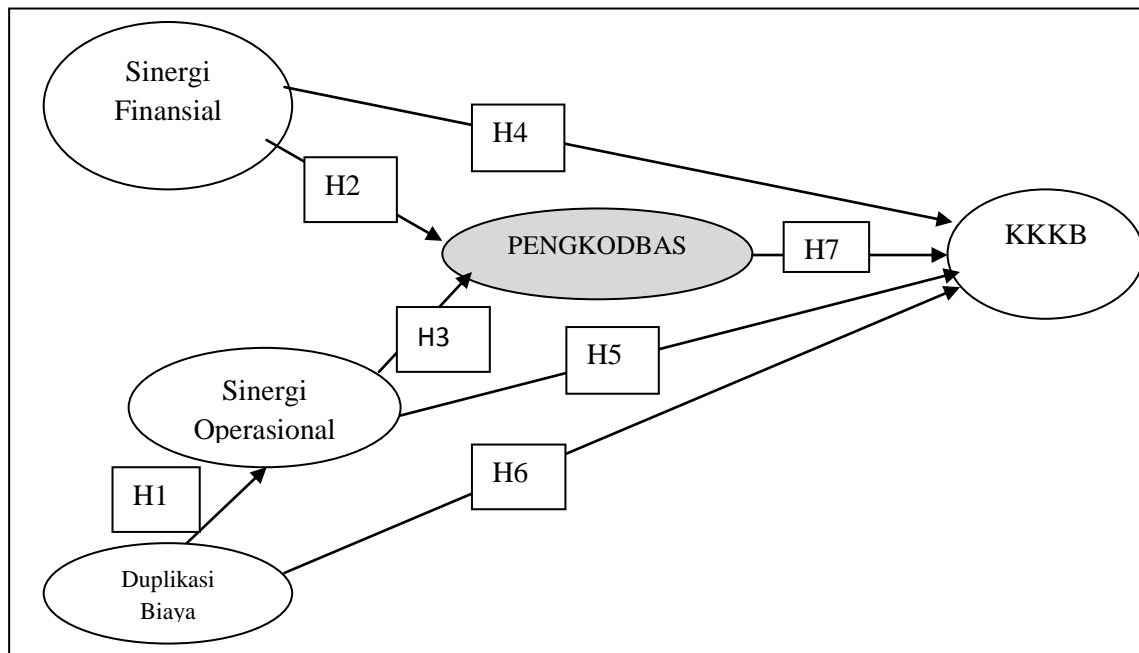 Sinergi
Finansial
H4
H2
PENGKODBAS
H7
KKKB
H3
H5
Sinergi
Operasional
H6
H1
Duplikasi
Biaya